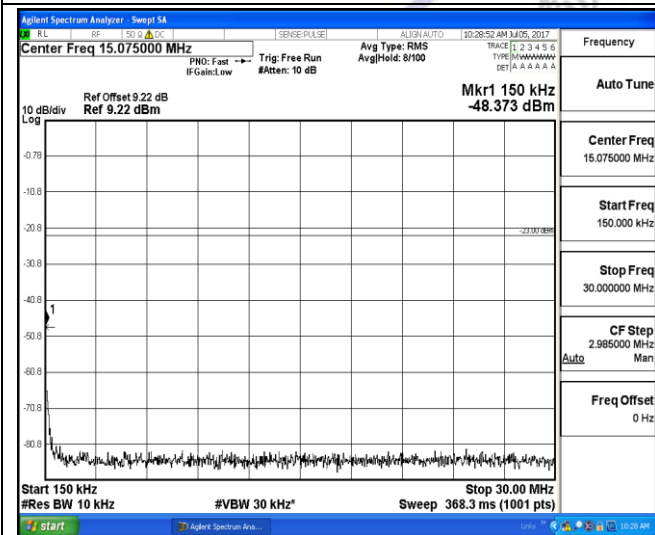 Agilent Spectrum Analyzer - Swept SA
RL RF 50 Ω DC SENSE:PULSE ALIGN AUTO 10:28:52 AM Jul 05, 2017
Center Freq 15.075000 MHz
PNO: Fast
IFGain:Low
Trig: Free Run
#Atten: 10 dB
Avg Type: RMS
Avg|Hold: 8/100
TRACE 1 2 3 4 5 6
TYPE MWWWWW
DET A A A A A A
Mkr1 150 kHz
-48.373 dBm
Ref Offset 9.22 dB
10 dB/div Ref 9.22 dBm
Log
-0.78
-10.8
-20.8
-23.00 dBm
-30.8
-40.8
1
-50.8
-60.8
-70.8
-80.8
Start 150 kHz Stop 30.00 MHz
#Res BW 10 kHz #VBW 30 kHz* Sweep 368.3 ms (1001 pts)
Frequency
Auto Tune
Center Freq
15.075000 MHz
Start Freq
150.000 kHz
Stop Freq
30.000000 MHz
CF Step
2.985000 MHz
Auto Man
Freq Offset
0 Hz
start Agilent Spectrum Ana... Links » 10:28 AM